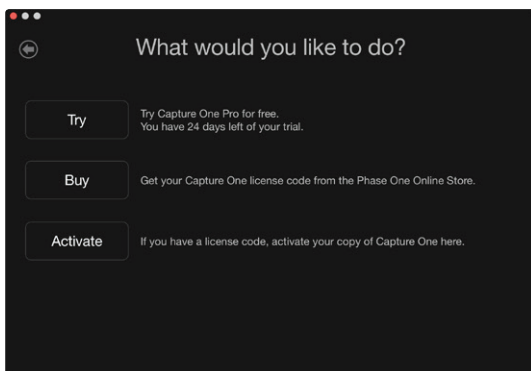 What would you like to do?
Try
Try Capture One Pro for free.
You have 24 days left of your trial.
Buy
Get your Capture One license code from the Phase One Online Store.
Activate
If you have a license code, activate your copy of Capture One here.